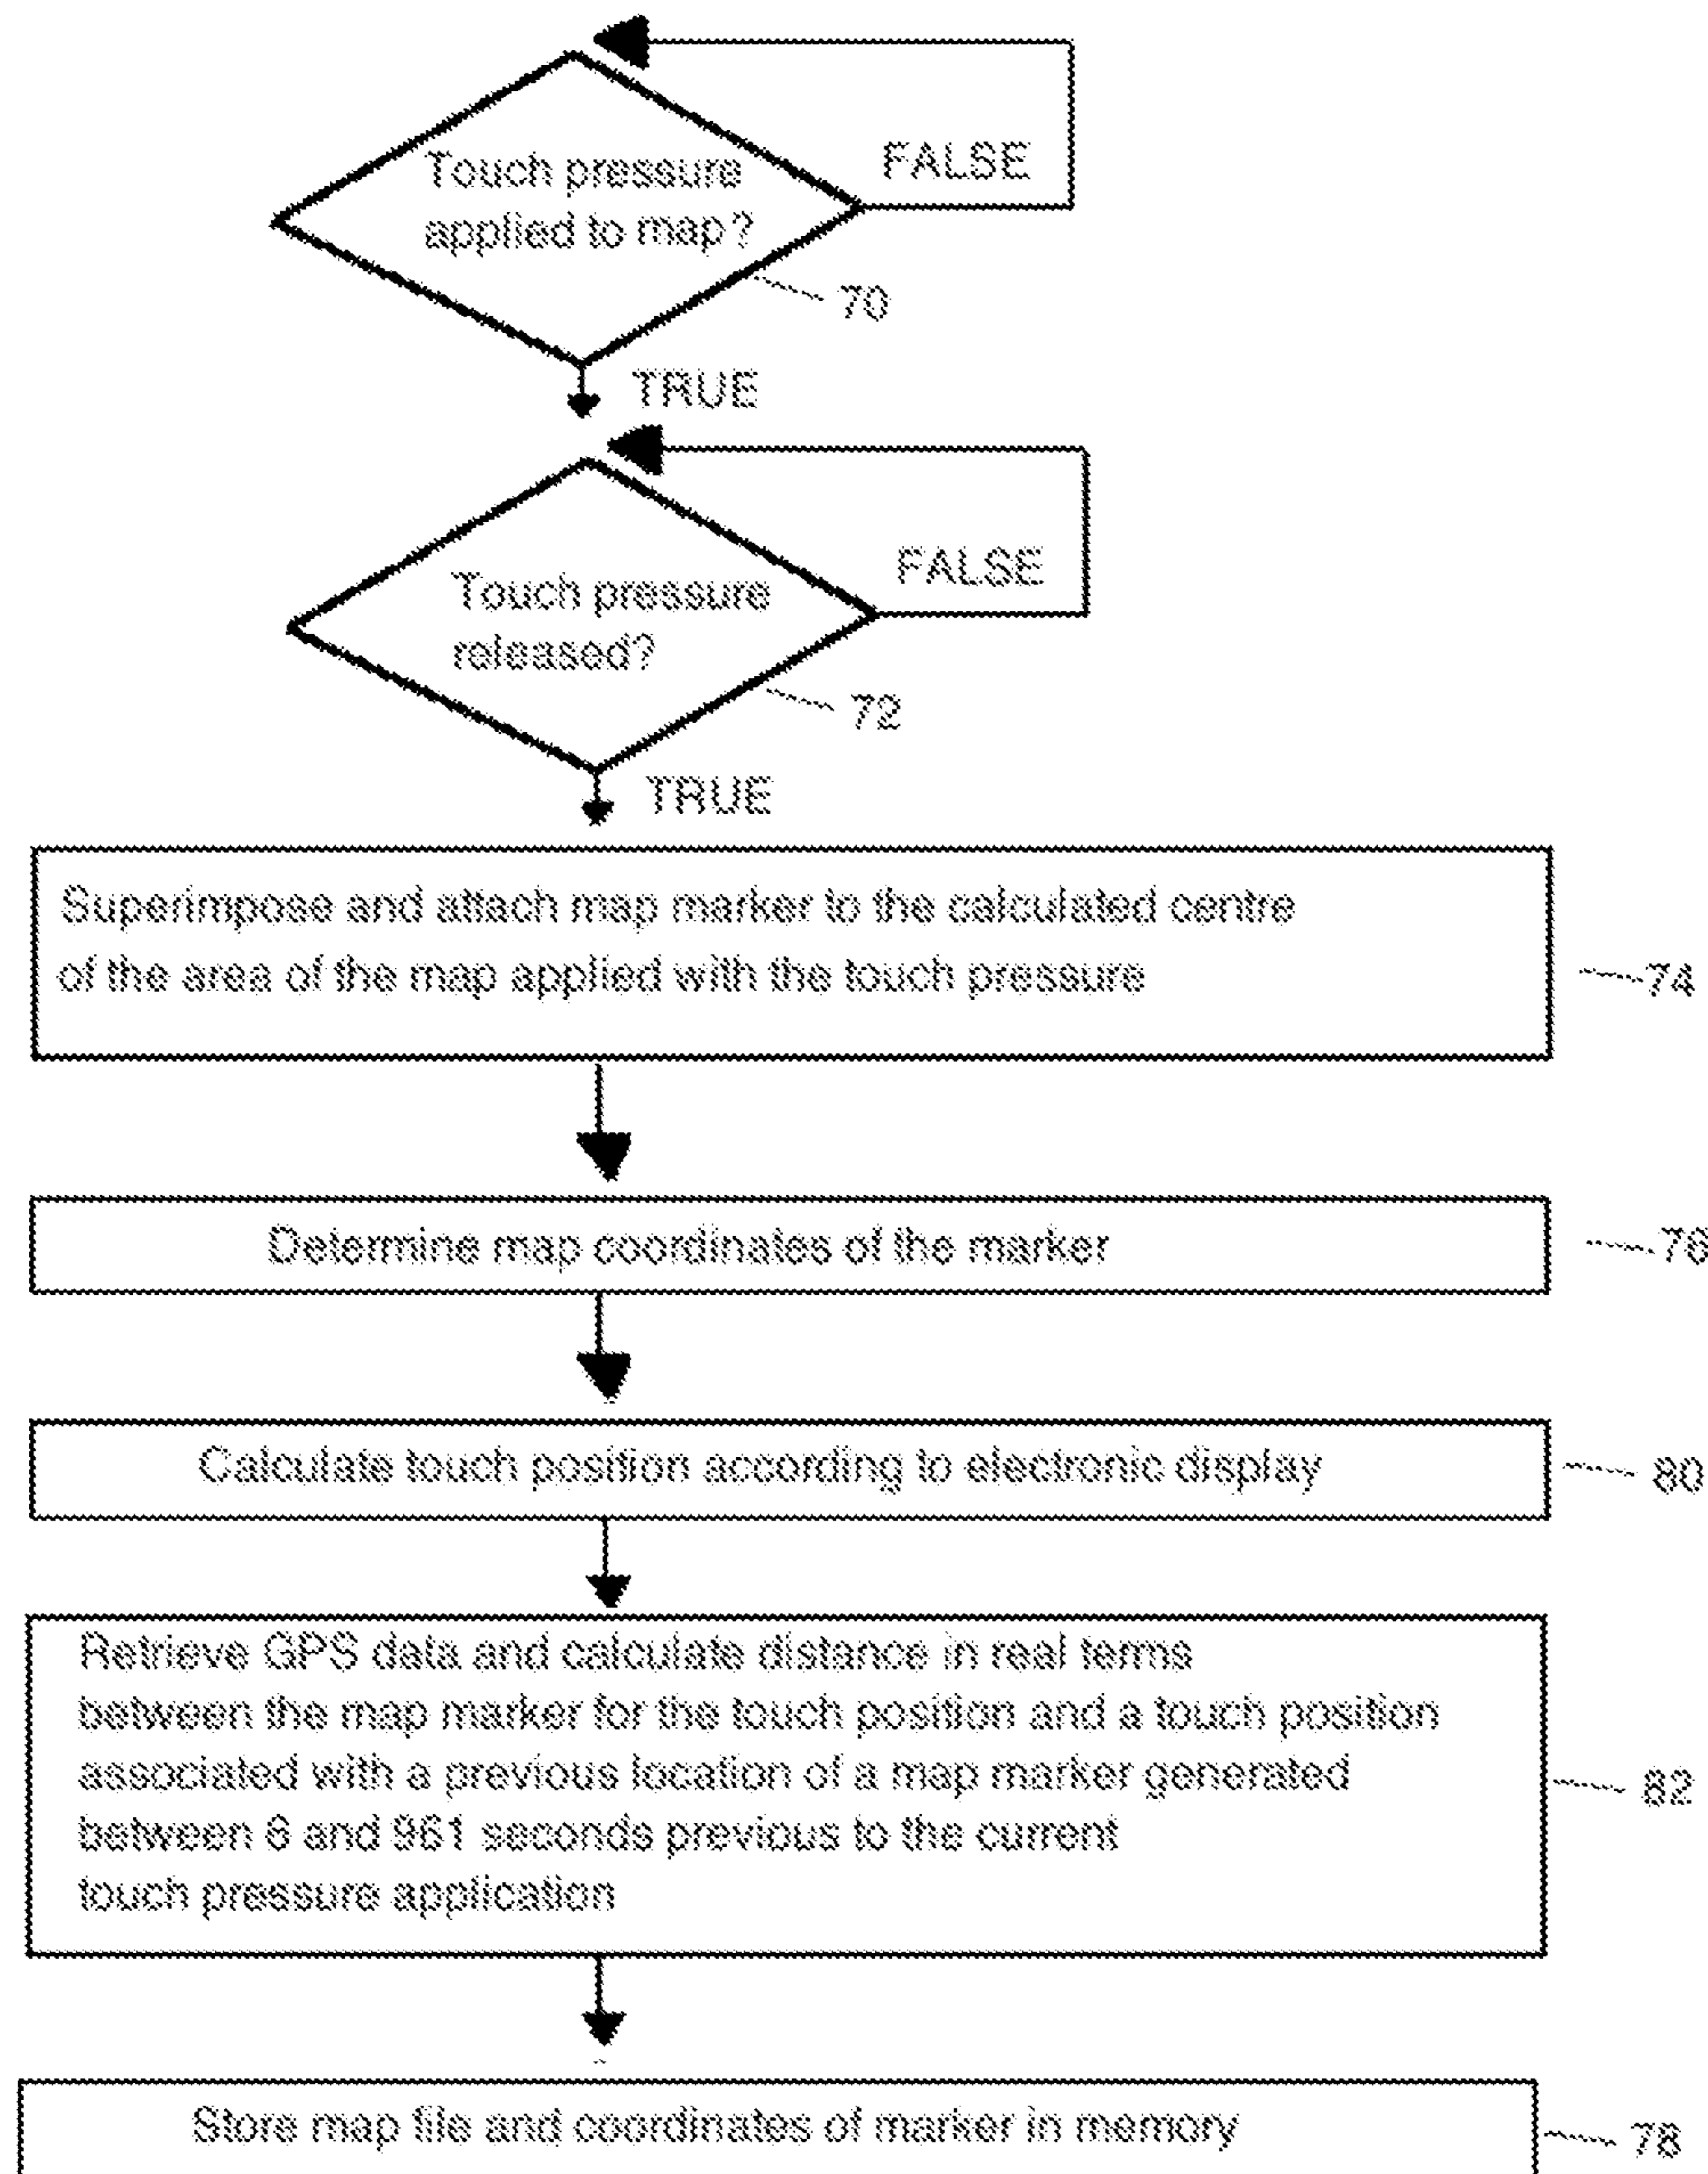 Touch pressure
applied to map?
FALSE
70
TRUE
Touch pressure
released?
FALSE
72
TRUE
Superimpose and attach map marker to the calculated centre
of the area of the map applied with the touch pressure
74
Determine map coordinates of the marker
76
Calculate touch position according to electronic display
80
Retrieve GPS data and calculate distance in real terms
between the map marker for the touch position and a touch position
associated with a previous location of a map marker generated
between 6 and 961 seconds previous to the current
touch pressure application
82
Store map file and coordinates of marker in memory
78